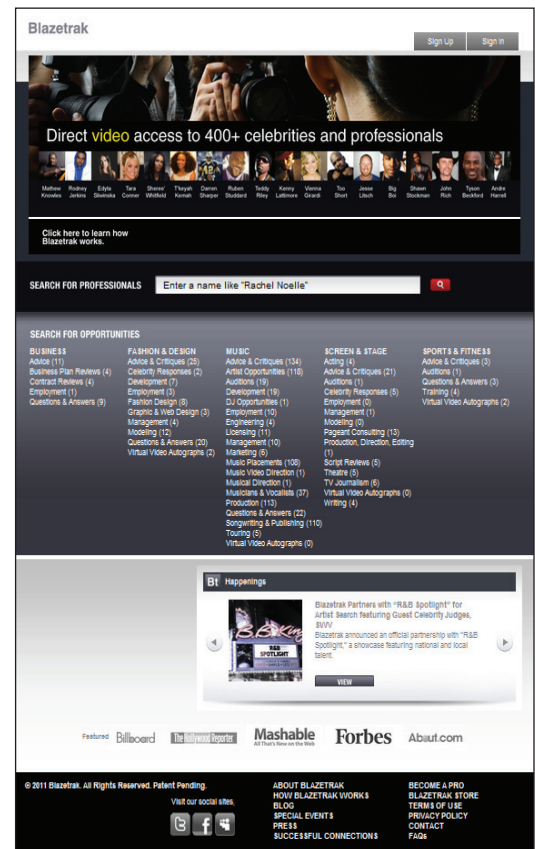 Blazetrak
Sign Up Sign In
Direct video access to 400+ celebrities and professionals
Mathew Knowles
Rodney Jerkins
Edyta Sliwinska
Tara Conner
Sheree' Whitfield
T'keyah Kemah
Darren Sharper
Ruben Studdard
Teddy Riley
Kenny Lattimore
Vienna Girardi
Too Short
Jesse Litsch
Big Boi
Shawn Stockman
John Rich
Tyson Beckford
Andre Harrell
Click here to learn how
Blazetrak works.
SEARCH FOR PROFESSIONALS Enter a name like "Rachel Noelle"
SEARCH FOR OPPORTUNITIES
BUSINESS
Advice (11)
Business Plan Reviews (4)
Contract Reviews (4)
Employment (1)
Questions & Answers (9)
FASHION & DESIGN
Advice & Critiques (25)
Celebrity Responses (2)
Development (7)
Employment (3)
Fashion Design (8)
Graphic & Web Design (3)
Management (4)
Modeling (12)
Questions & Answers (20)
Virtual Video Autographs (2)
MUSIC
Advice & Critiques (134)
Artist Opportunities (118)
Auditions (19)
Development (19)
DJ Opportunities (1)
Employment (10)
Engineering (4)
Licensing (11)
Management (10)
Marketing (6)
Music Placements (108)
Music Video Direction (1)
Musical Direction (1)
Musicians & Vocalists (37)
Production (113)
Questions & Answers (22)
Songwriting & Publishing (110)
Touring (5)
Virtual Video Autographs (0)
SCREEN & STAGE
Acting (4)
Advice & Critiques (21)
Auditions (1)
Celebrity Responses (5)
Employment (0)
Management (1)
Modeling (0)
Pageant Consulting (13)
Production, Direction, Editing
(1)
Script Reviews (5)
Theatre (5)
TV Journalism (6)
Virtual Video Autographs (0)
Writing (4)
SPORTS & FITNESS
Advice & Critiques (3)
Auditions (1)
Questions & Answers (3)
Training (4)
Virtual Video Autographs (2)
Bt Happenings
B.B. King
R&B
SPOTLIGHT
Blazetrak Partners with "R&B Spotlight" for
Artist Search featuring Guest Celebrity Judges,
SWV
Blazetrak announced an official partnership with "R&B
Spotlight," a showcase featuring national and local
talent.
VIEW
Featured Billboard The Hollywood Reporter Mashable Forbes About.com
All That's New on the Web
© 2011 Blazetrak. All Rights Reserved. Patent Pending.
Visit our social sites.
ABOUT BLAZETRAK
HOW BLAZETRAK WORKS
BLOG
SPECIAL EVENTS
PRESS
SUCCESSFUL CONNECTIONS
BECOME A PRO
BLAZETRAK STORE
TERMS OF USE
PRIVACY POLICY
CONTACT
FAQs